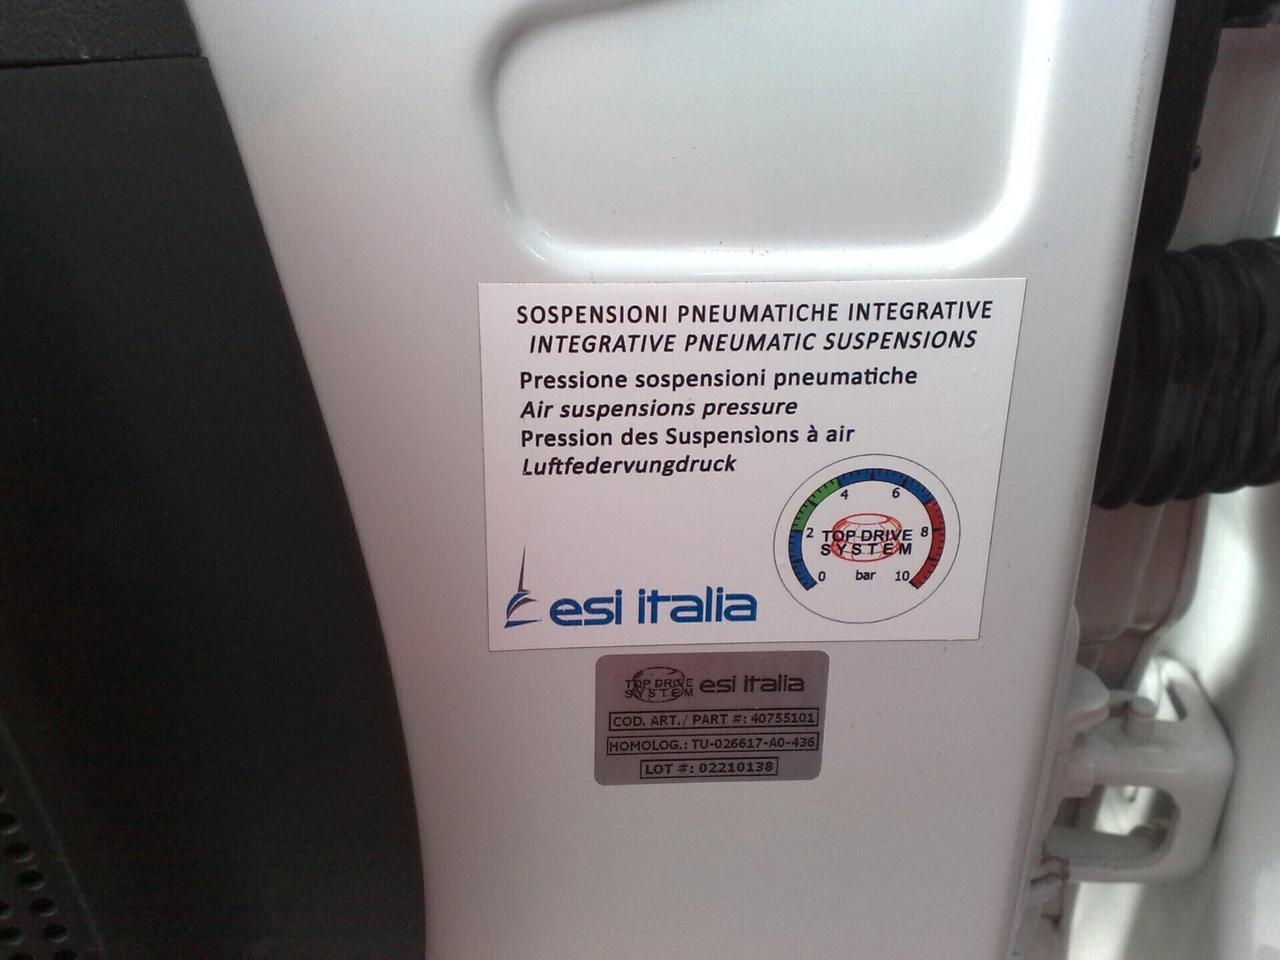 SOSPENSIONI PNEUMATICHE INTEGRATIVE
INTEGRATIVE PNEUMATIC SUSPENSIONS
Pressione sospensioni pneumatiche
Air suspensions pressure
Pression des Suspensìons à air
Luftfedervungdruck
4 6
2 TOP DRIVE 8
SYSTEM
0 bar 10
esi italia
TOP DRIVE
SYSTEM esi italia
COD. ART./ PART #: 40755101
HOMOLOG.: TU-026617-A0-436
LOT #: 02210138